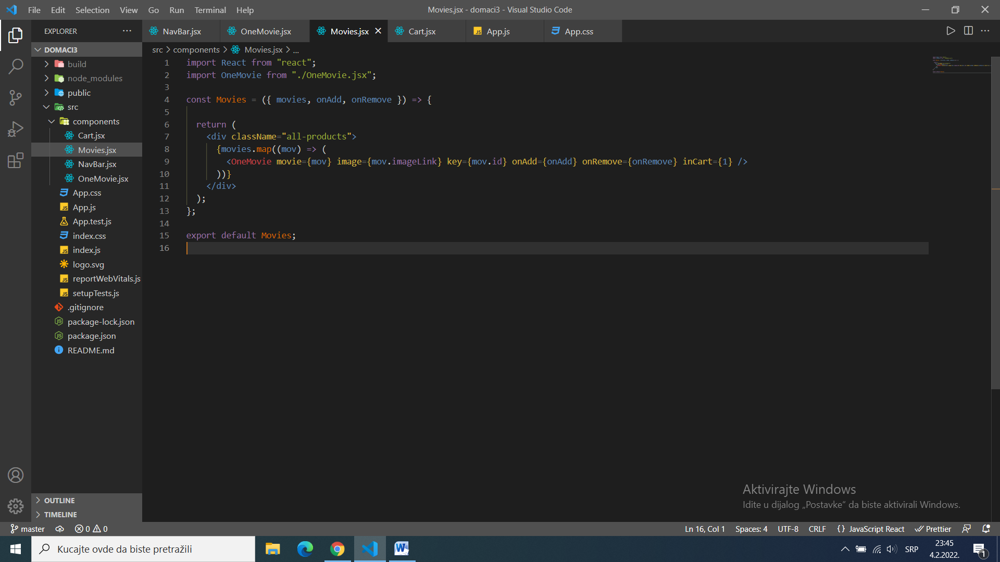 File Edit Selection View Go Run Terminal Help
Movies.jsx - domaci3 - Visual Studio Code
EXPLORER
NavBar.jsx
OneMovie.jsx
Movies.jsx
Cart.jsx
JS App.js
App.css
DOMACI3
build
node_modules
public
src
components
Cart.jsx
Movies.jsx
NavBar.jsx
OneMovie.jsx
App.css
JS App.js
App.test.js
index.css
JS index.js
logo.svg
JS reportWebVitals.js
JS setupTests.js
.gitignore
package-lock.json
package.json
README.md
OUTLINE
TIMELINE
src > components > Movies.jsx > ...
1 import React from "react";
2 import OneMovie from "./OneMovie.jsx";
3
4 const Movies = ({ movies, onAdd, onRemove }) => {
5
6 return (
7 <div className="all-products">
8 {movies.map((mov) => (
9 <OneMovie movie={mov} image={mov.imageLink} key={mov.id} onAdd={onAdd} onRemove={onRemove} inCart={1} />
10 ))}
11 </div>
12 );
13 };
14
15 export default Movies;
16
Aktivirajte Windows
Idite u dijalog „Postavke“ da biste aktivirali Windows.
master 0 0
Ln 16, Col 1 Spaces: 4 UTF-8 CRLF {} JavaScript React Prettier
Kucajte ovde da biste pretražili
SRP
23:45
4.2.2022.
1